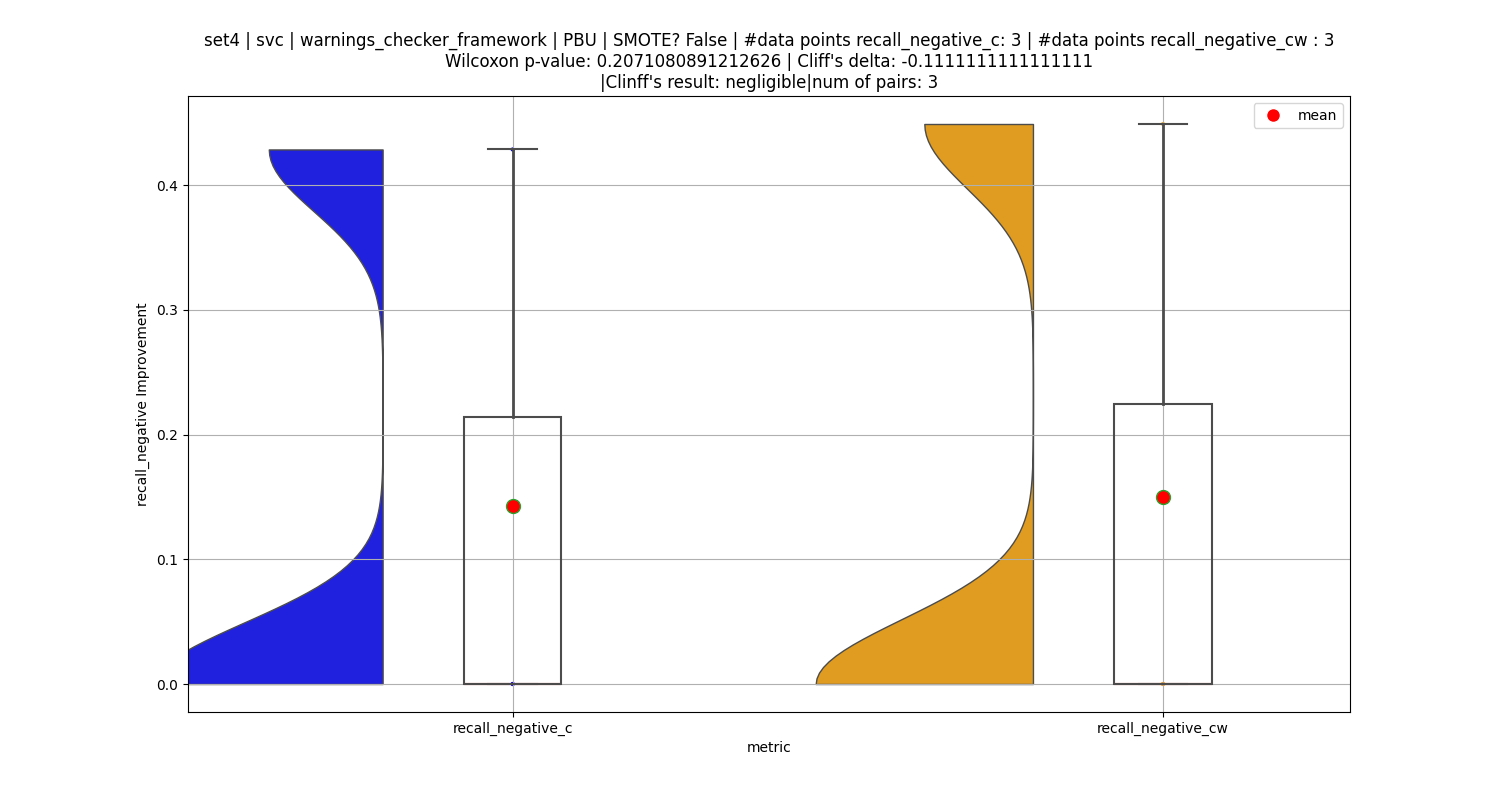 set4 | svc | warnings_checker_framework | PBU | SMOTE? False | #data points recall_negative_c: 3 | #data points recall_negative_cw : 3
Wilcoxon p-value: 0.2071080891212626 | Cliff's delta: -0.1111111111111111
|Clinff's result: negligible|num of pairs: 3
mean
recall_negative Improvement
0.4
0.3
0.2
0.1
0.0
recall_negative_c
recall_negative_cw
metric